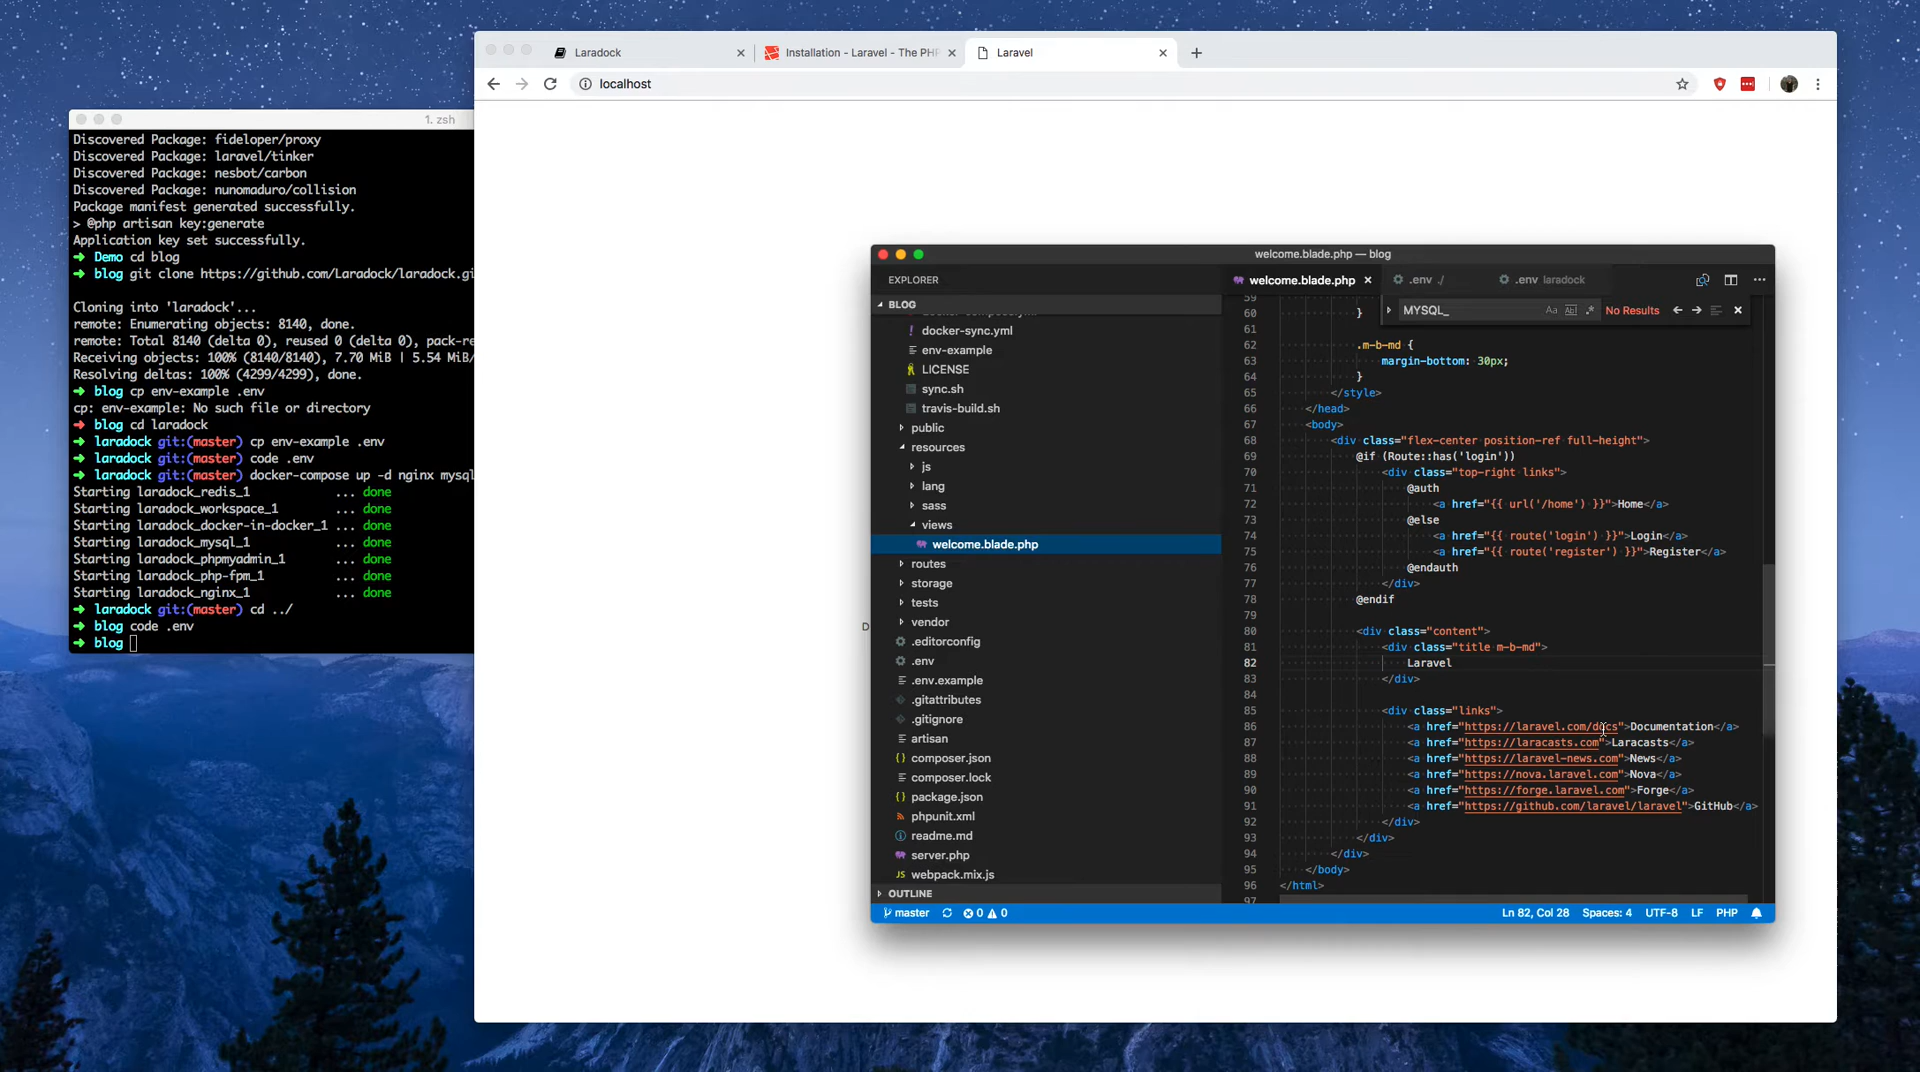 Laradock
Installation - Laravel - The PHP
Laravel
localhost
1. zsh
Discovered Package: fideloper/proxy
Discovered Package: laravel/tinker
Discovered Package: nesbot/carbon
Discovered Package: nunomaduro/collision
Package manifest generated successfully.
> @php artisan key:generate
Application key set successfully.
➜ Demo cd blog
➜ blog git clone https://github.com/Laradock/laradock.gi
Cloning into 'laradock'...
remote: Enumerating objects: 8140, done.
remote: Total 8140 (delta 0), reused 0 (delta 0), pack-re
Receiving objects: 100% (8140/8140), 7.70 MiB | 5.54 MiB/
Resolving deltas: 100% (4299/4299), done.
➜ blog cp env-example .env
cp: env-example: No such file or directory
➜ blog cd laradock
➜ laradock git:(master) cp env-example .env
➜ laradock git:(master) code .env
➜ laradock git:(master) docker-compose up -d nginx mysql
Starting laradock_redis_1 ... done
Starting laradock_workspace_1 ... done
Starting laradock_docker-in-docker_1 ... done
Starting laradock_mysql_1 ... done
Starting laradock_phpmyadmin_1 ... done
Starting laradock_php-fpm_1 ... done
Starting laradock_nginx_1 ... done
➜ laradock git:(master) cd ../
➜ blog code .env
➜ blog
D
welcome.blade.php — blog
EXPLORER
BLOG
docker-sync.yml
env-example
LICENSE
sync.sh
travis-build.sh
public
resources
js
lang
sass
views
welcome.blade.php
routes
storage
tests
vendor
.editorconfig
.env
.env.example
.gitattributes
.gitignore
artisan
composer.json
composer.lock
package.json
phpunit.xml
readme.md
server.php
webpack.mix.js
OUTLINE
welcome.blade.php
.env ./
.env laradock
MYSQL_ Aa Abl .* No Results
59
60 }
61
62 .m-b-md {
63 margin-bottom: 30px;
64 }
65 </style>
66 </head>
67 <body>
68 <div class="flex-center position-ref full-height">
69 @if (Route::has('login'))
70 <div class="top-right links">
71 @auth
72 <a href="{{ url('/home') }}">Home</a>
73 @else
74 <a href="{{ route('login') }}">Login</a>
75 <a href="{{ route('register') }}">Register</a>
76 @endauth
77 </div>
78 @endif
79
80 <div class="content">
81 <div class="title m-b-md">
82 Laravel
83 </div>
84
85 <div class="links">
86 <a href="https://laravel.com/docs">Documentation</a>
87 <a href="https://laracasts.com">Laracasts</a>
88 <a href="https://laravel-news.com">News</a>
89 <a href="https://nova.laravel.com">Nova</a>
90 <a href="https://forge.laravel.com">Forge</a>
91 <a href="https://github.com/laravel/laravel">GitHub</a>
92 </div>
93 </div>
94 </div>
95 </body>
96 </html>
97
master 0 0 Ln 82, Col 28 Spaces: 4 UTF-8 LF PHP